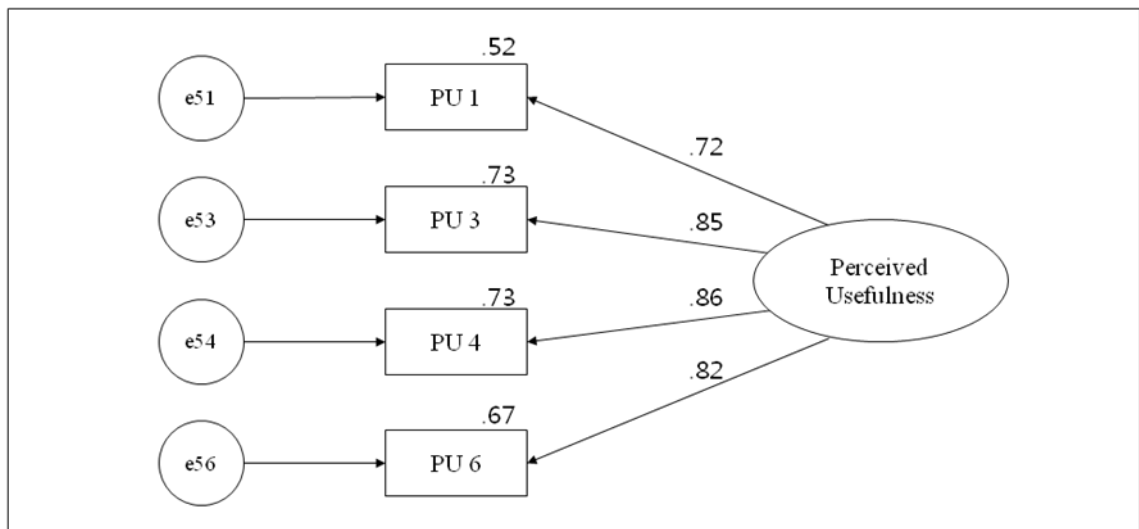 .52
e51
PU 1
.72
.73
e53
PU 3
.85
Perceived
Usefulness
.73
e54
PU 4
.86
.82
.67
e56
PU 6